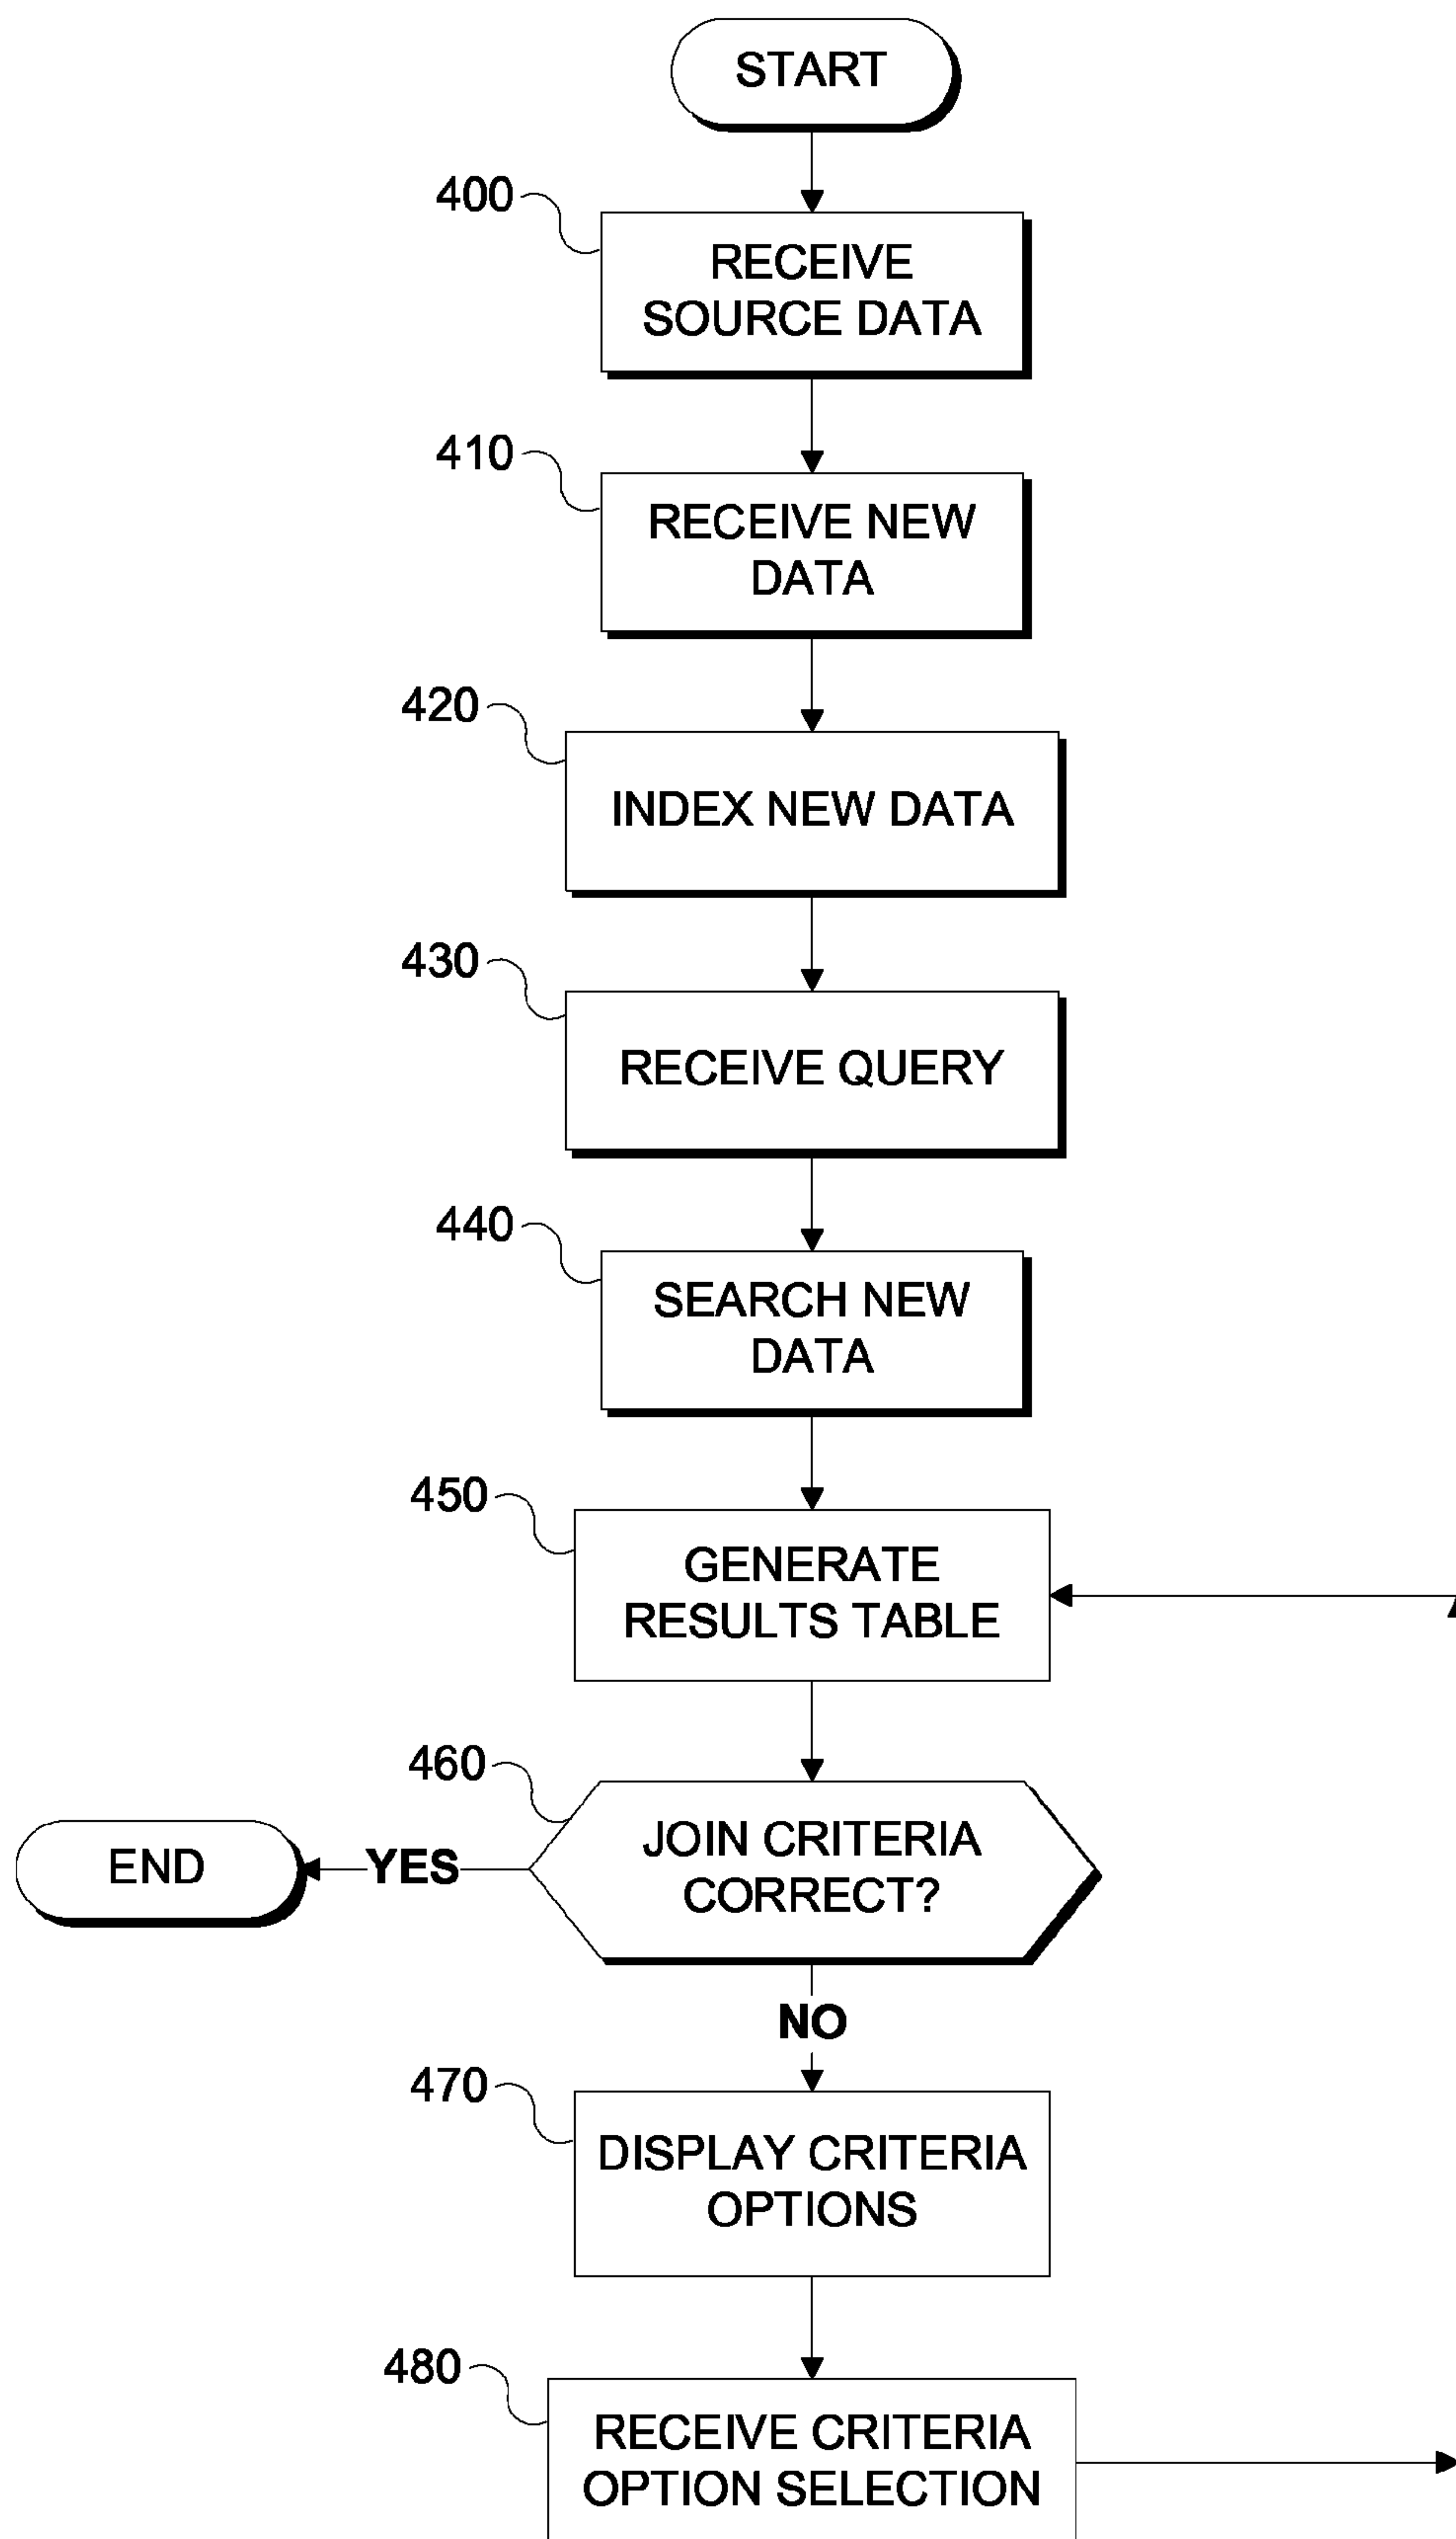 START
400
RECEIVE
SOURCE DATA
410
RECEIVE NEW
DATA
420
INDEX NEW DATA
430
RECEIVE QUERY
440
SEARCH NEW
DATA
450
GENERATE
RESULTS TABLE
460
JOIN CRITERIA
CORRECT?
END
YES
NO
470
DISPLAY CRITERIA
OPTIONS
480
RECEIVE CRITERIA
OPTION SELECTION